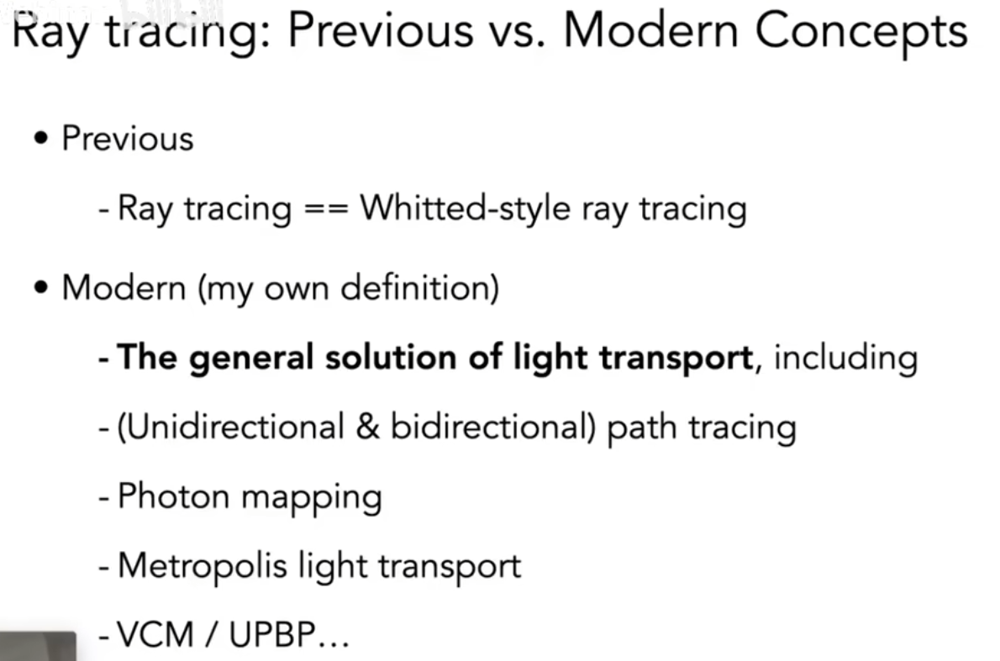 Ray tracing: Previous vs. Modern Concepts
• Previous
- Ray tracing == Whitted-style ray tracing
• Modern (my own definition)
- The general solution of light transport, including
- (Unidirectional & bidirectional) path tracing
- Photon mapping
- Metropolis light transport
- VCM / UPBP...